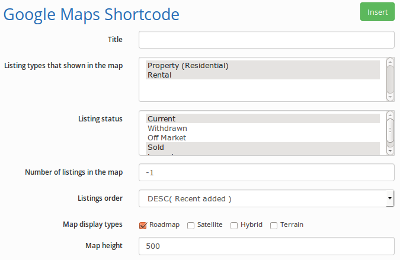 Google Maps Shortcode
Insert
Title
Listing types that shown in the map
Property (Residential)
Rental
Listing status
Current
Withdrawn
Off Market
Sold
Number of listings in the map
-1
Listings order
DESC( Recent added )
Map display types
Roadmap Satellite Hybrid Terrain
Map height
500